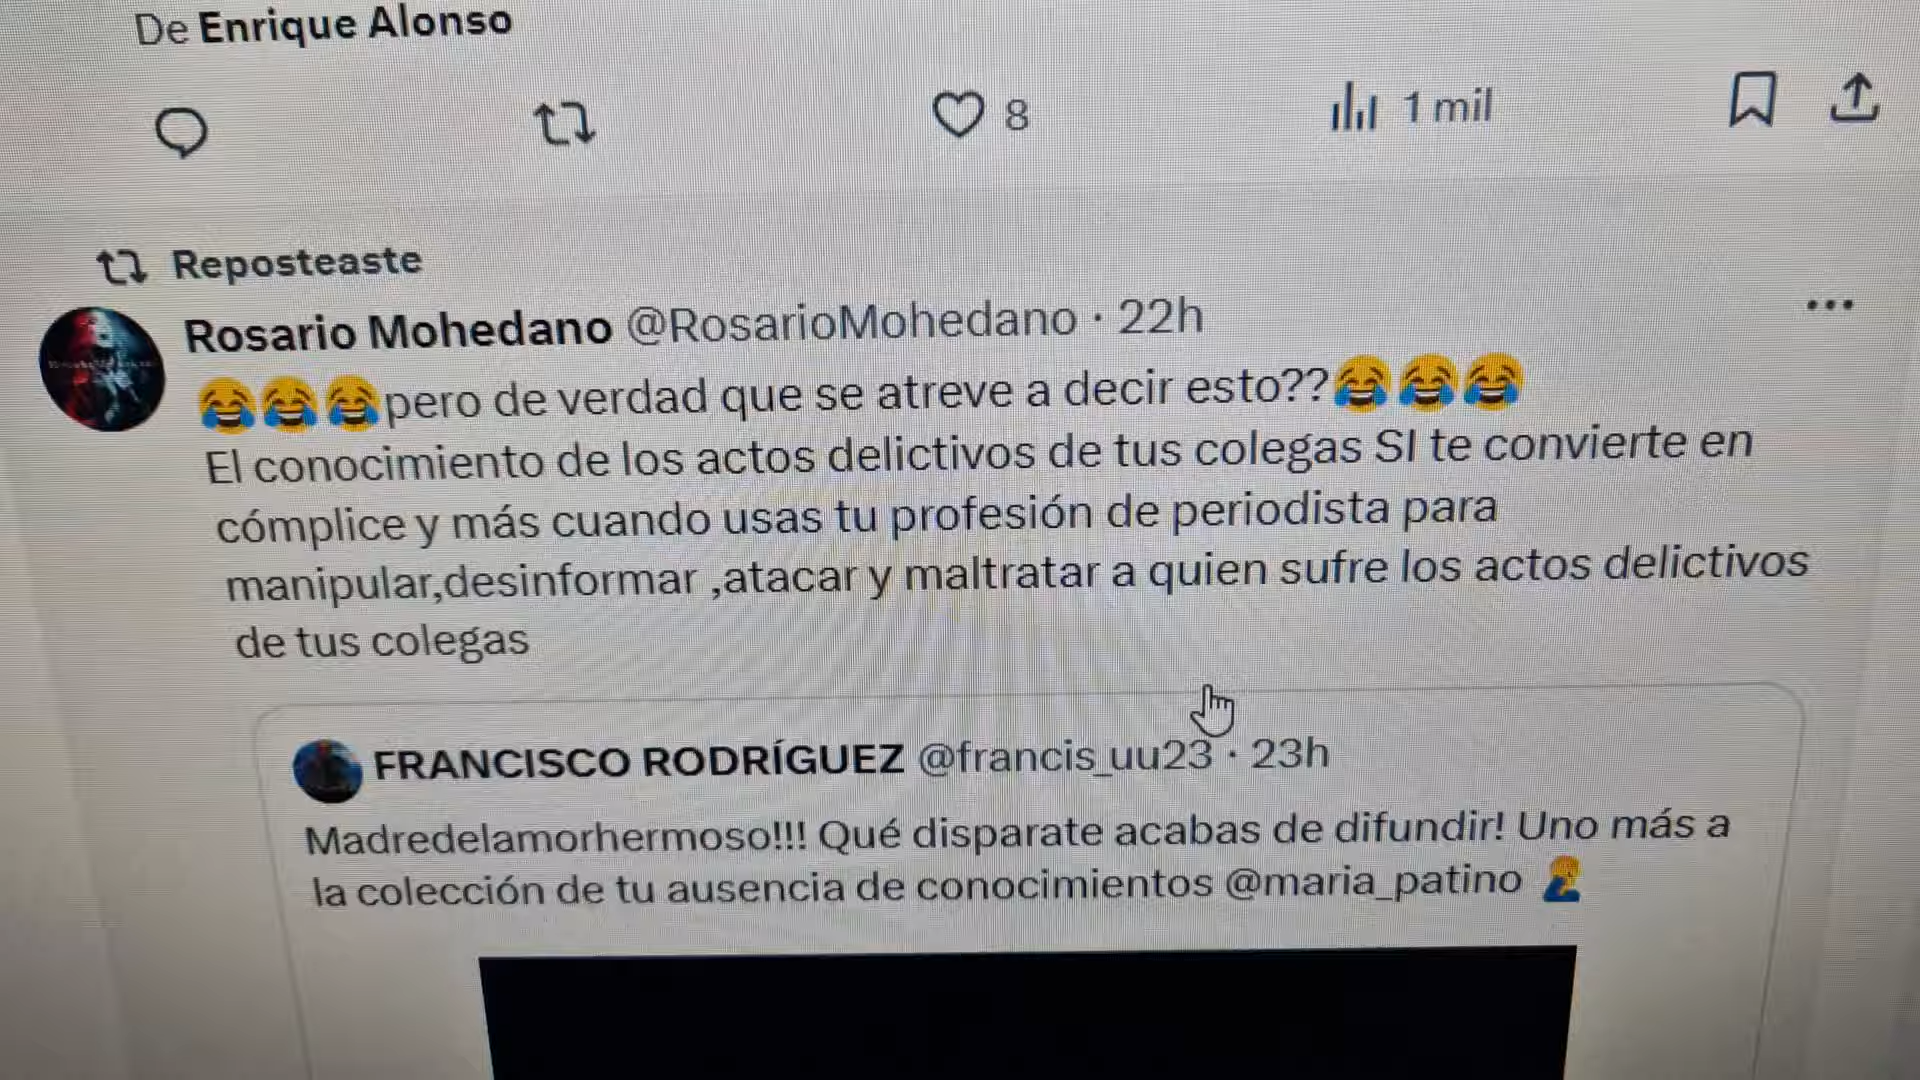 De Enrique Alonso
8
1 mil
Reposteaste
Rosario Mohedano @RosarioMohedano · 22h
😂😂😂pero de verdad que se atreve a decir esto??😂😂😂
El conocimiento de los actos delictivos de tus colegas SI te convierte en
cómplice y más cuando usas tu profesión de periodista para
manipular,desinformar ,atacar y maltratar a quien sufre los actos delictivos
de tus colegas
FRANCISCO RODRÍGUEZ @francis_uu23 · 23h
Madredelamorhermoso!!! Qué disparate acabas de difundir! Uno más a
la colección de tu ausencia de conocimientos @maria_patino 🤦‍♂️